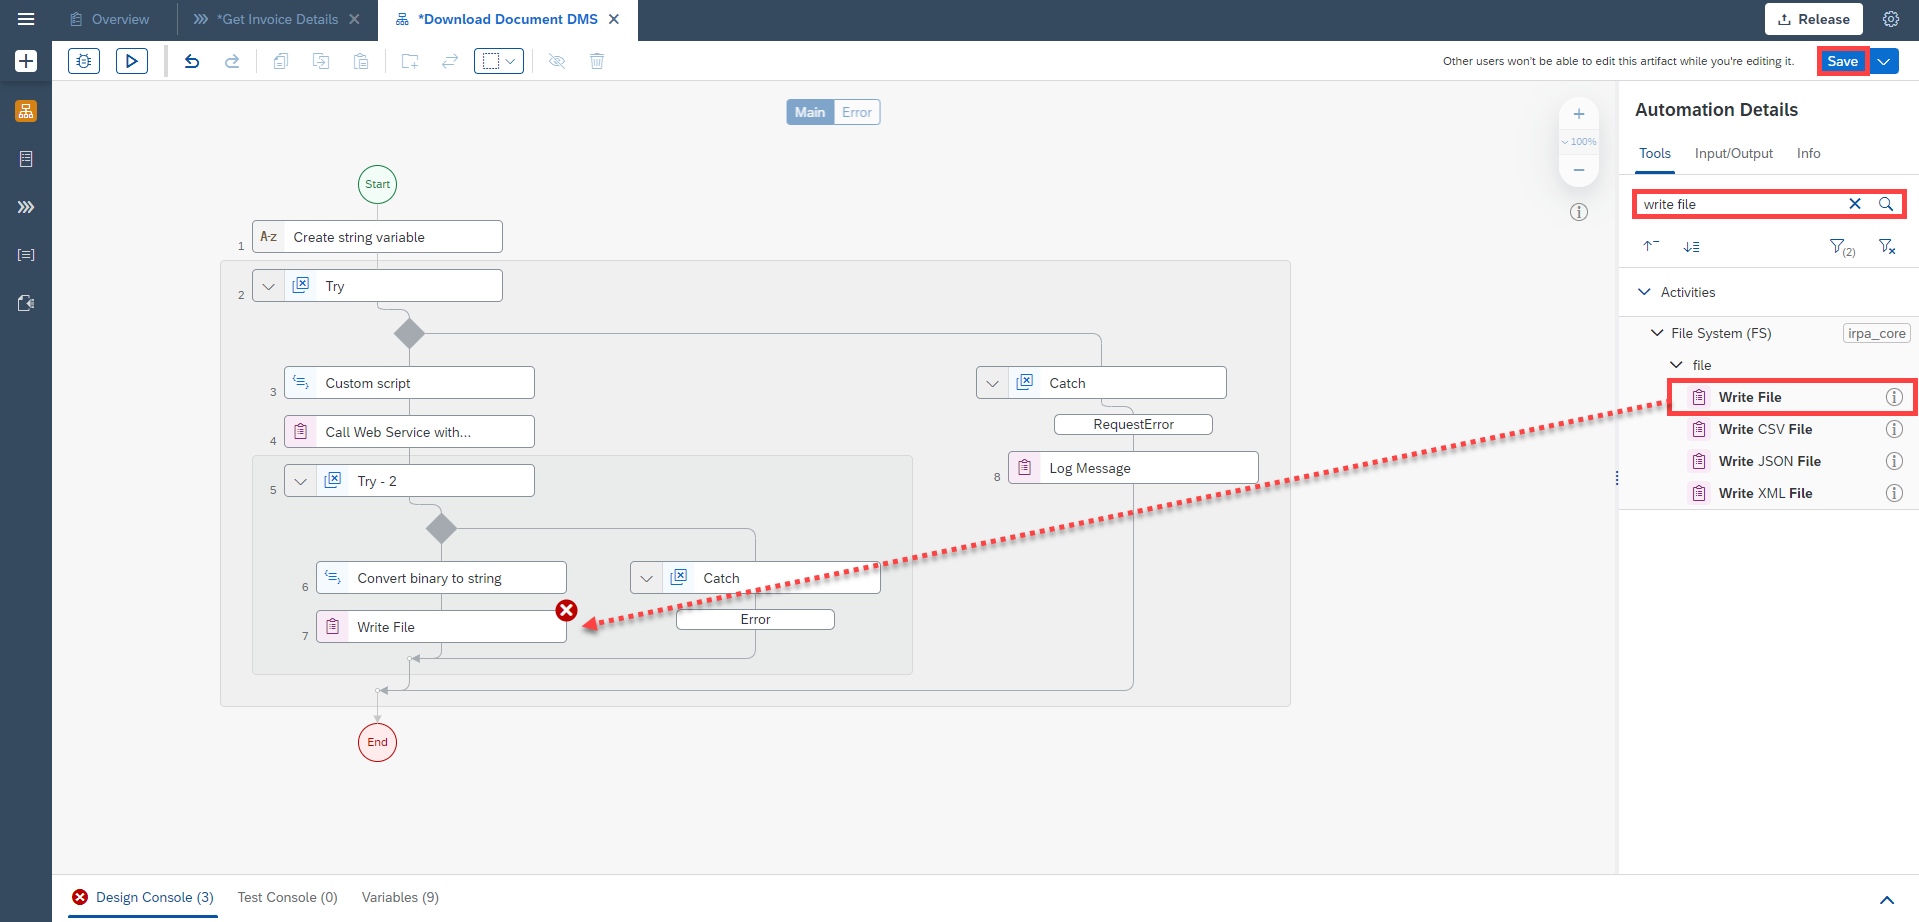 Overview
*Get Invoice Details
*Download Document DMS
Release
Other users won't be able to edit this artifact while you're editing it.
Save
Main
Error
100%
Start
1
A-z
Create string variable
2
Try
3
Custom script
4
Call Web Service with...
5
Try - 2
6
Convert binary to string
7
Write File
Catch
Error
Catch
RequestError
8
Log Message
End
Automation Details
Tools
Input/Output
Info
write file
(2)
Activities
File System (FS)
irpa_core
file
Write File
Write CSV File
Write JSON File
Write XML File
Design Console (3)
Test Console (0)
Variables (9)